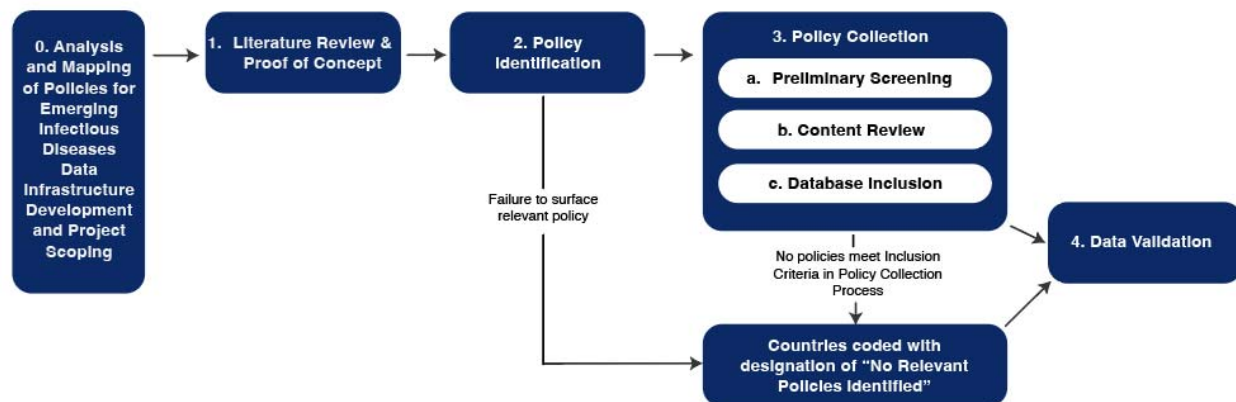 0. Analysis
and Mapping
of Policies for
Emerging
Infectious
Diseases
Data
Infrastructure
Development
and Project
Scoping
1. Literature Review &
Proof of Concept
2. Policy
Identification
3. Policy Collection
a. Preliminary Screening
b. Content Review
c. Database Inclusion
Failure to surface
relevant policy
No policies meet Inclusion
Criteria in Policy Collection
Process
4. Data Validation
Countries coded with
designation of “No Relevant
Policies Identified”